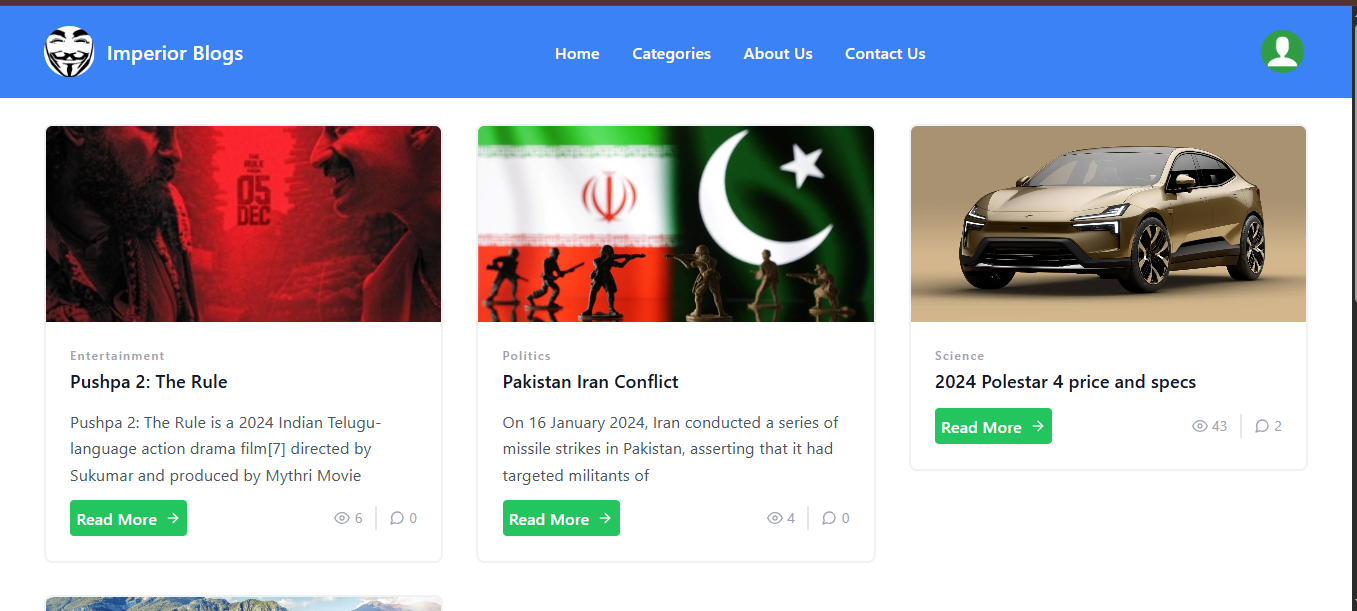 Imperior Blogs
Home
Categories
About Us
Contact Us
THE
RULE
05
DEC
Entertainment
Pushpa 2: The Rule
Pushpa 2: The Rule is a 2024 Indian Telugu-
language action drama film[7] directed by
Sukumar and produced by Mythri Movie
Read More
6
0
Politics
Pakistan Iran Conflict
On 16 January 2024, Iran conducted a series of
missile strikes in Pakistan, asserting that it had
targeted militants of
Read More
4
0
Science
2024 Polestar 4 price and specs
Read More
43
2